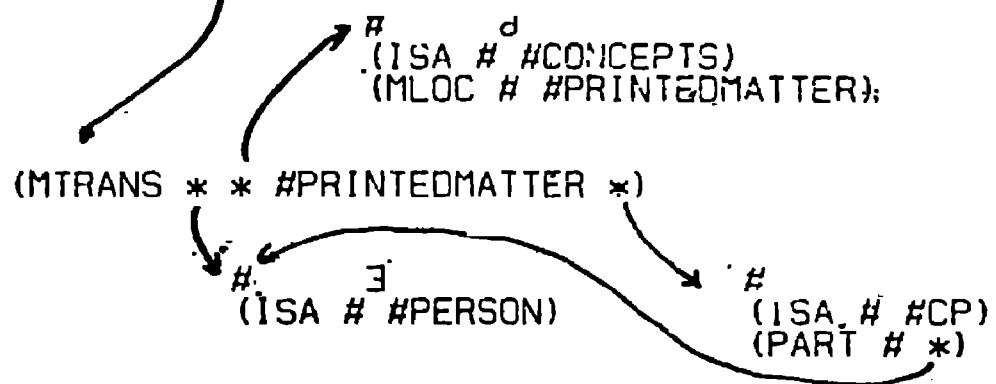 # d
(ISA # #CONCEPTS)
(MLOC # #PRINTEDMATTER);
(MTRANS * * #PRINTEDMATTER *)
# ∃
(ISA # #PERSON)
#
(ISA # #CP)
(PART # *)